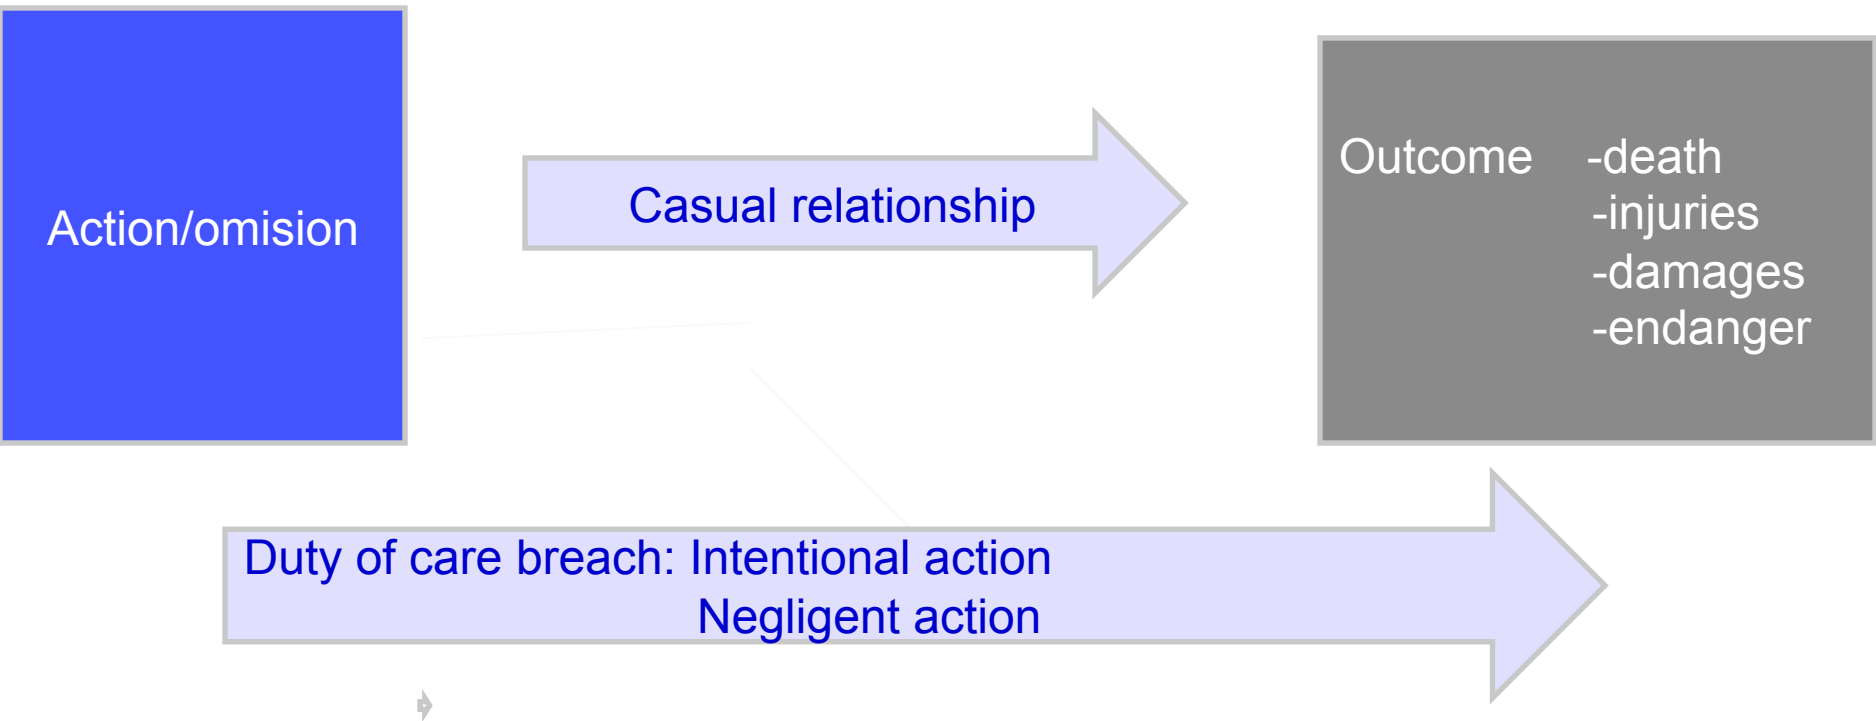 Action/omision
Casual relationship
Outcome -death
-injuries
-damages
-endanger
Duty of care breach: Intentional action
Negligent action